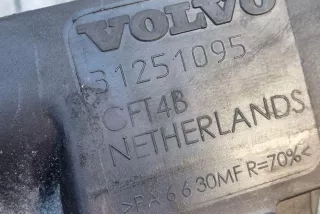 VOLVO
31251095
CFT4B
NETHERLANDS
>PA 6 6 30MF R=70%<